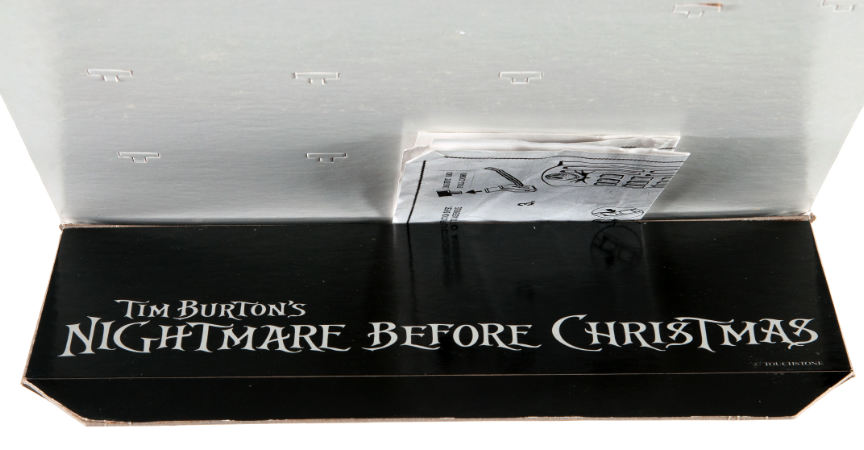 TIM BURTON'S
NIGHTMARE BEFORE CHRISTMAS
© TOUCHSTONE